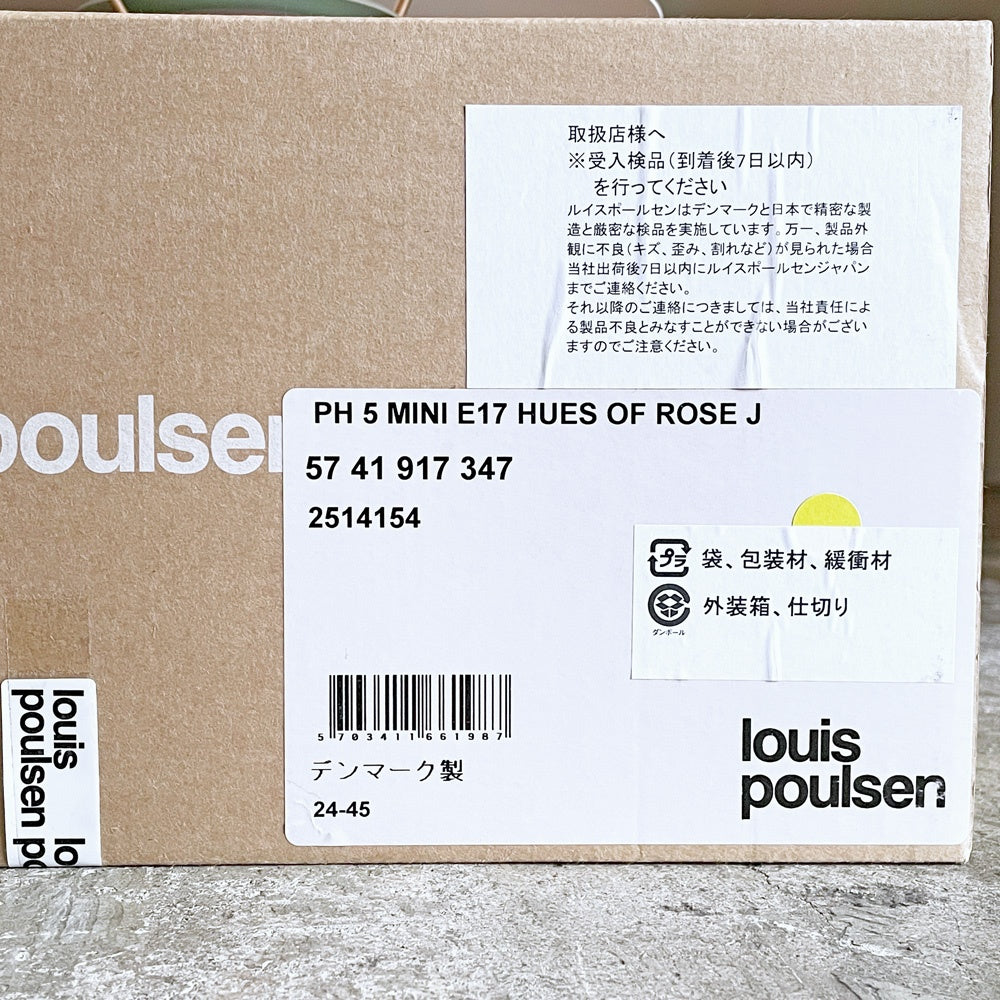 取扱店様へ
※受入検品(到着後7日以内)
を行ってください
ルイスポールセンはデンマークと日本で精密な製
造と厳密な検品を実施しています。万一、製品外
観に不良(キズ、歪み、割れなど)が見られた場合
当社出荷後7日以内にルイスポールセンジャパン
までご連絡ください。
それ以降のご連絡につきましては、当社責任によ
る製品不良とみなすことができない場合がござい
ますのでご注意ください。
poulsen
PH 5 MINI E17 HUES OF ROSE J
57 41 917 347
2514154
プラ 袋、包装材、緩衝材
外装箱、仕切り
ダンボール
5 703411 661987
デンマーク製
24-45
louis
poulsen
louis lo
poulsen po